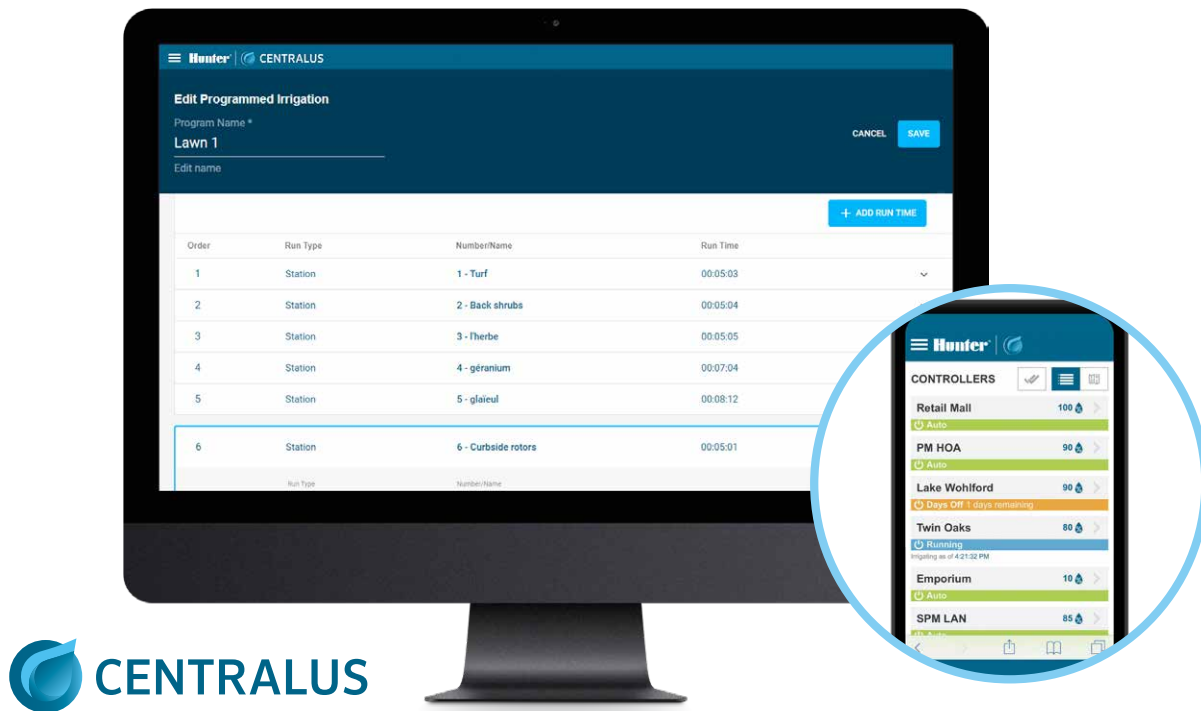 Hunter CENTRALUS
Edit Programmed Irrigation
Program Name *
Lawn 1
CANCEL SAVE
Edit name
+ ADD RUN TIME
Order Run Type Number/Name Run Time
1 Station 1 - Turf 00:05:03
2 Station 2 - Back shrubs 00:05:04
3 Station 3 - l'herbe 00:05:05
4 Station 4 - géranium 00:07:04
5 Station 5 - glaïeul 00:08:12
6 Station 6 - Curbside rotors 00:05:01
Run Type Number/Name
Hunter
CONTROLLERS
Retail Mall 100
Auto
PM HOA 90
Auto
Lake Wohlford 90
Days Off 1 days remaining
Twin Oaks 80
Running
Irrigating as of 4:21:32 PM
Emporium 10
Auto
SPM LAN 85
Auto
CENTRALUS